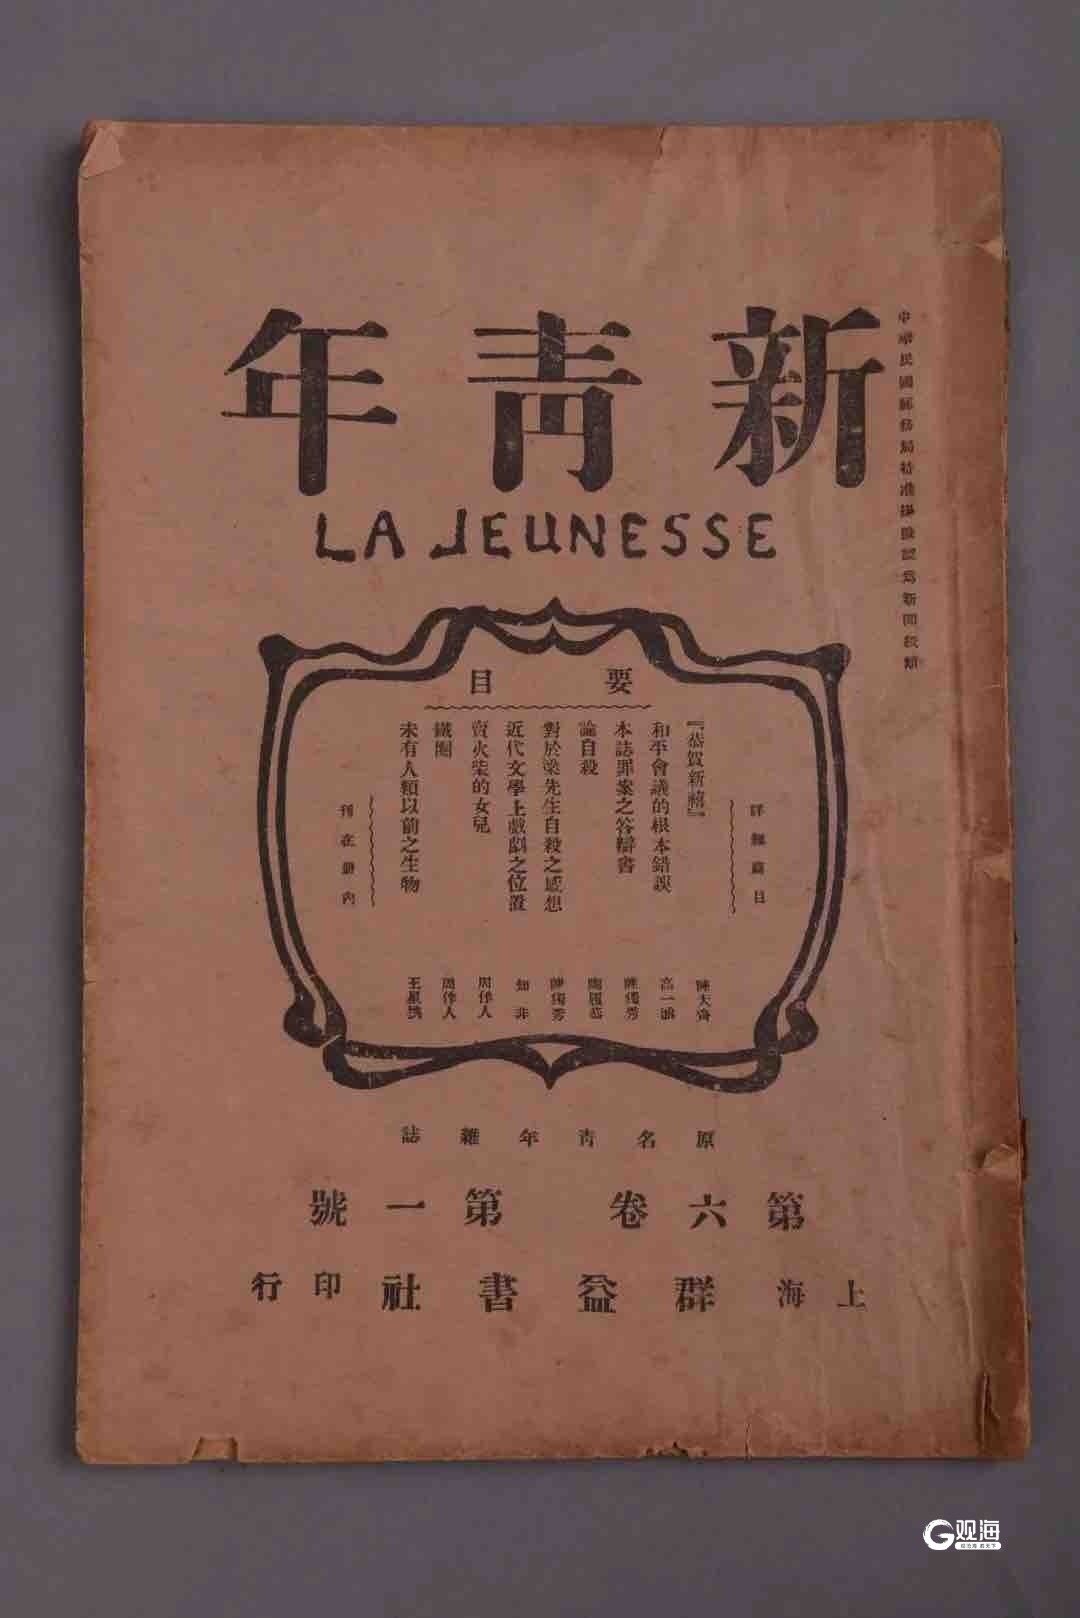 中華民國郵務局特准掛號認爲新聞紙類
新青年
LA JEUNESSE
要目
詳細篇目
『恭賀新禧』 陳大齊
和平會議的根本錯誤 高一涵
本誌罪案之答辯書 陳獨秀
論自殺 陶履恭
對於梁先生自殺之感想 陳獨秀
近代文學上戲劇之位置 知非
賣火柴的女兒 周作人
鐵圈 周作人
未有人類以前之生物 王星拱
刊在册內
原名青年雜誌
第六卷 第一號
上海群益書社印行
G观海
观沧海 看天下